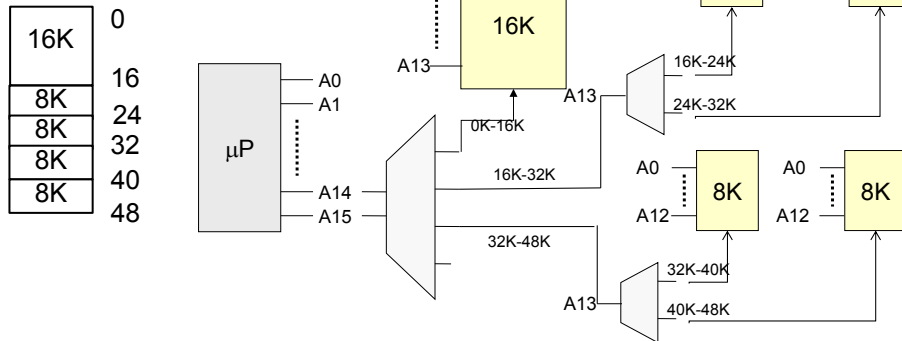 0
16K
16
8K
24
8K
32
8K
40
8K
48
μP
A0
A1
A14
A15
A13
16K
0K-16K
16K-32K
32K-48K
A13
16K-24K
24K-32K
A0
A12
8K
A0
A12
8K
A13
32K-40K
40K-48K